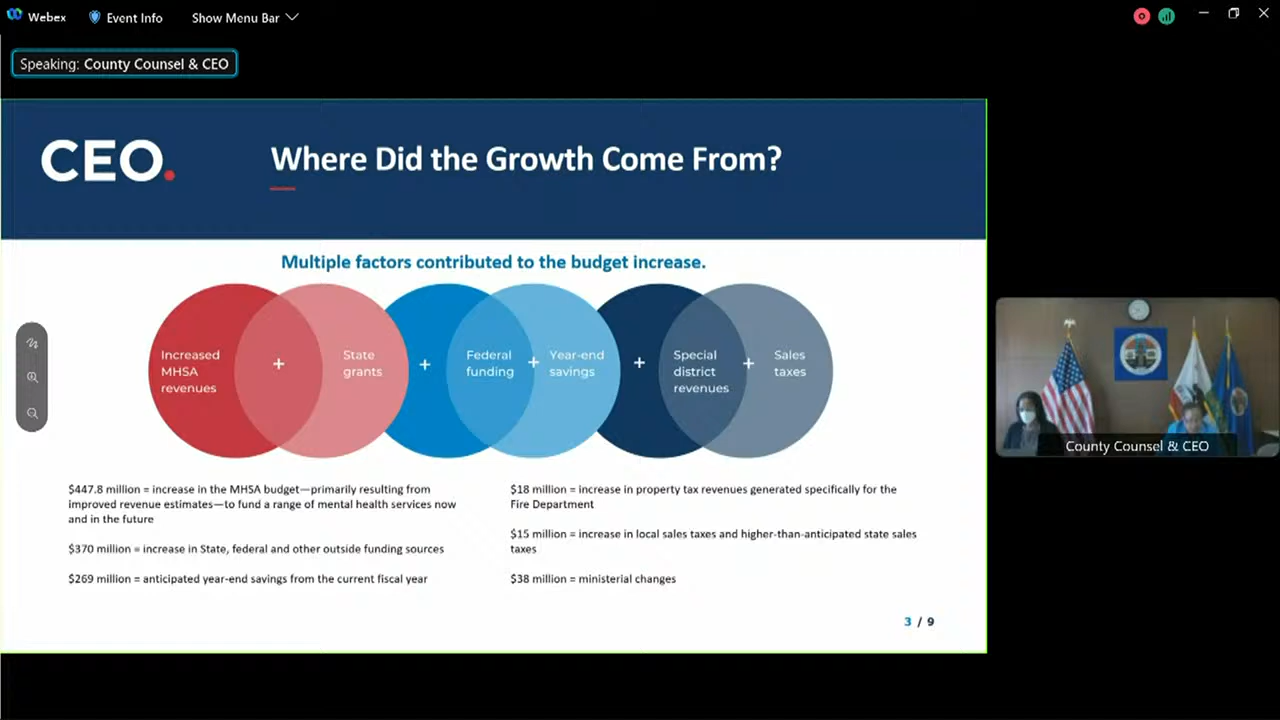 Webex
Event Info
Show Menu Bar
Speaking: County Counsel & CEO
CEO.
Where Did the Growth Come From?
Multiple factors contributed to the budget increase.
Increased
MHSA
revenues
+
State
grants
+
Federal
funding
+
Year-end
savings
+
Special
district
revenues
+
Sales
taxes
$447.8 million = increase in the MHSA budget—primarily resulting from
improved revenue estimates—to fund a range of mental health services now
and in the future
$370 million = increase in State, federal and other outside funding sources
$269 million = anticipated year-end savings from the current fiscal year
$18 million = increase in property tax revenues generated specifically for the
Fire Department
$15 million = increase in local sales taxes and higher-than-anticipated state sales
taxes
$38 million = ministerial changes
3 / 9
County Counsel & CEO